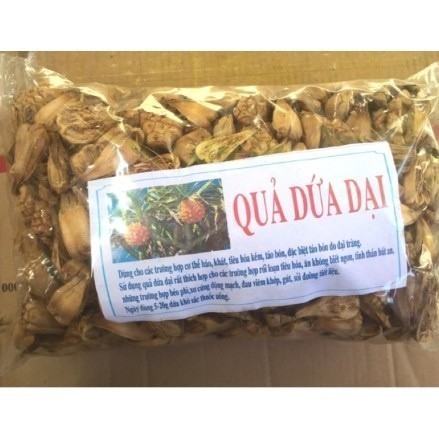 QUẢ DỨA DẠI
Dùng cho các trường hợp cơ thể háo, khát, tiêu hóa kém, táo bón, đặc biệt táo bón do đại tràng.
Sử dụng quả dứa dại rất thích hợp cho các trường hợp rối loạn tiêu hóa, ăn không biết ngon, tinh thần bất an,
những trường hợp béo phì, xơ cứng động mạch, đau viêm khớp, gút, sỏi đường tiết niệu.
Ngày dùng 5-20g dứa khô sắc thuốc uống.